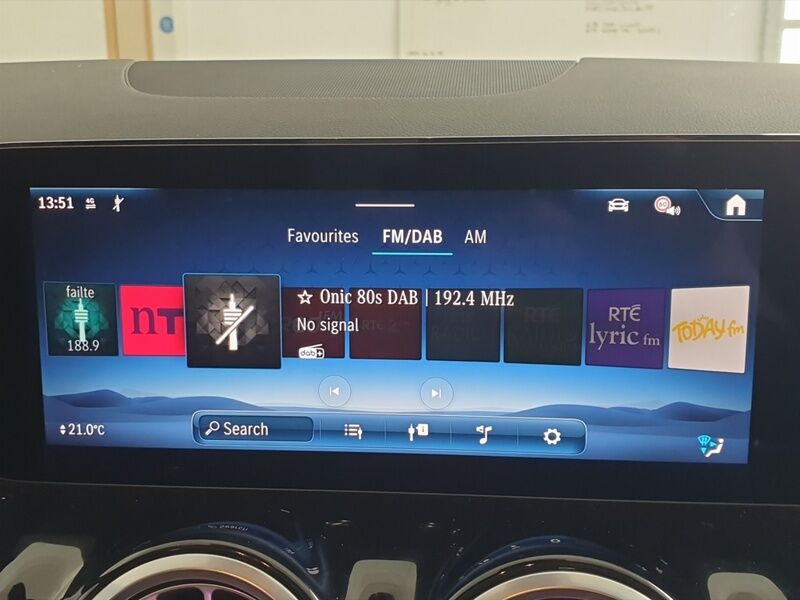 13:51 4G
60
Favourites FM/DAB AM
failte
188.9
nT
☆ Onic 80s DAB | 192.4 MHz
No signal
dab+
RTÉ
lyric fm
TODAY fm
21.0°C
Search